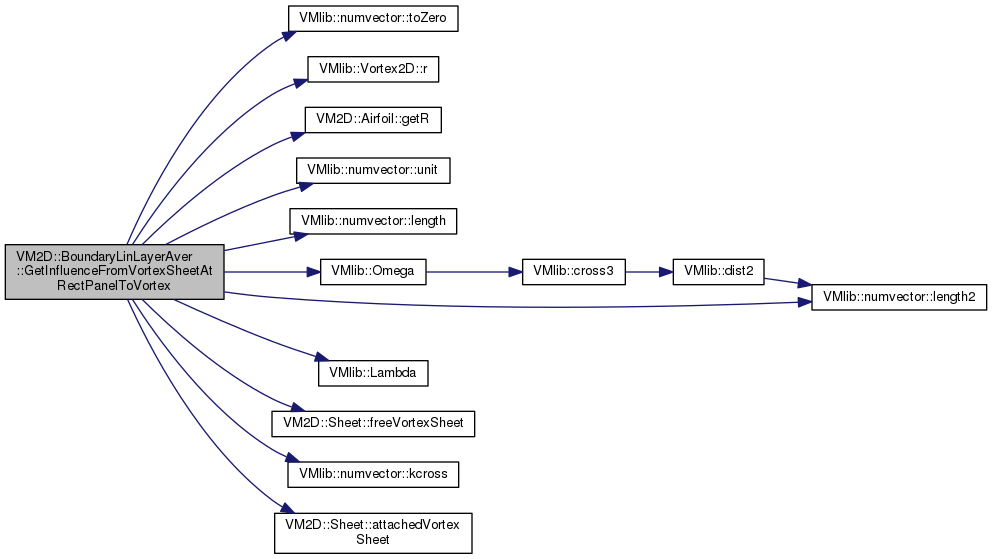 VMlib::numvector::toZero
VMlib::Vortex2D::r
VM2D::Airfoil::getR
VMlib::numvector::unit
VMlib::numvector::length
VM2D::BoundaryLinLayerAver
::GetInfluenceFromVortexSheetAt
RectPanelToVortex
VMlib::Omega
VMlib::cross3
VMlib::dist2
VMlib::numvector::length2
VMlib::Lambda
VM2D::Sheet::freeVortexSheet
VMlib::numvector::kcross
VM2D::Sheet::attachedVortex
Sheet